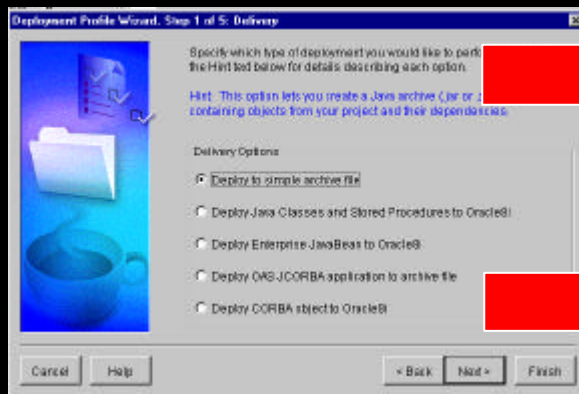 Deployment Profile Wizard. Step 1 of 5: Delivery
Specify which type of deployment you would like to
the Hint text below for details describing each option.
Hint: This option lets you create a Java archive (.jar or
containing objects from your project and their dependencies
Delivery Options
Deploy to simple archive file
Deploy Java Classes and Stored Procedures to Oracle8i
Deploy Enterprise JavaBean to Oracle8i
Deploy OAS JCORBA application to archive file
Deploy CORBA object to Oracle8i
Cancel
Help
< Back
Next >
Finish